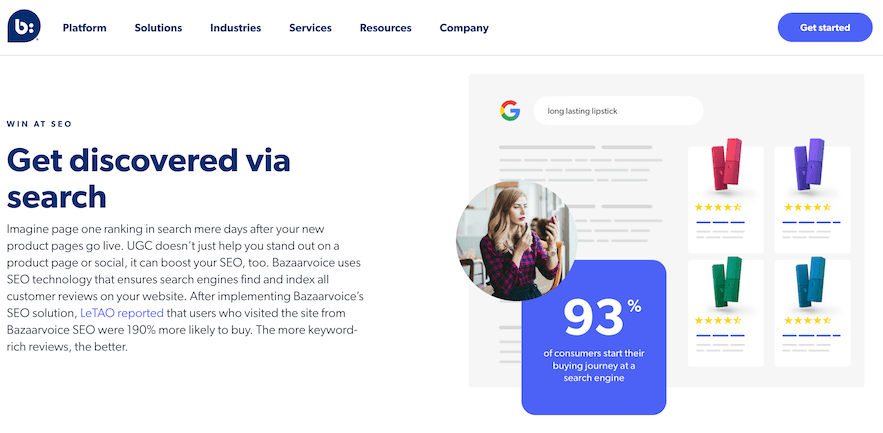 b:
Platform
Solutions
Industries
Services
Resources
Company
Get started
WIN AT SEO
Get discovered via
search
Imagine page one ranking in search mere days after your
new product pages go live. UGC doesn’t just help you stand out on a
product page or social, it can boost your SEO, too. Bazaarvoice uses
SEO technology that ensures search engines find and index all
customer reviews on your website. After implementing Bazaarvoice’s
SEO solution, LeTAO reported that users who visited the site from
Bazaarvoice SEO were 190% more likely to buy. The more keyword-
rich reviews, the better.
G
long lasting lipstick
93%
of consumers start their
buying journey at a
search engine